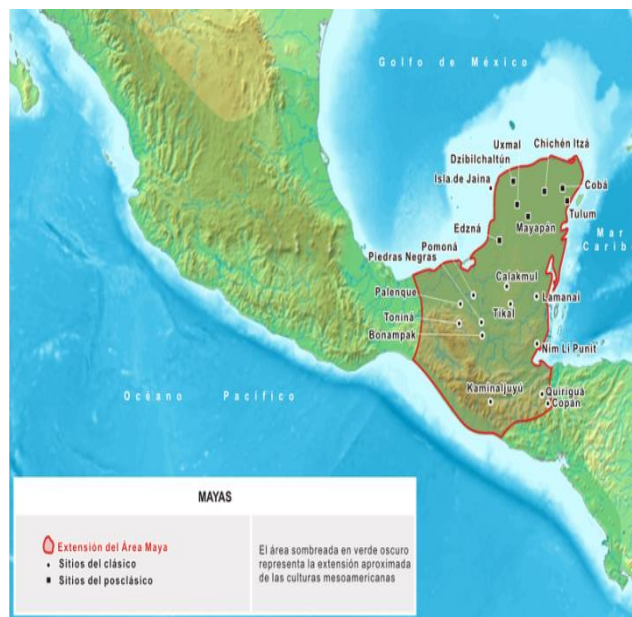 Golfo de México
Uxmal
Chichén Itzá
Dzibilchaltún
Isla de Jaina
Cobá
Tulum
Mayapán
Mar
Caribe
Edzná
Pomoná
Piedras Negras
Calakmul
Palenque
Lamanai
Tikal
Toniná
Bonampak
Nim Li Punit
Océano Pacífico
Kaminaljuyú
Quiriguá
Copán
MAYAS
Extensión del Área Maya
Sitios del clásico
Sitios del posclásico
El área sombreada en verde oscuro
representa la extensión aproximada
de las culturas mesoamericanas